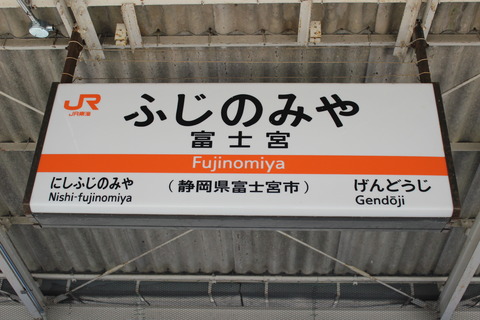 JR
JR東海
ふじのみや
富士宮
Fujinomiya
にしふじのみや
Nishi-fujinomiya
（静岡県富士宮市）
げんどうじ
Gendōji